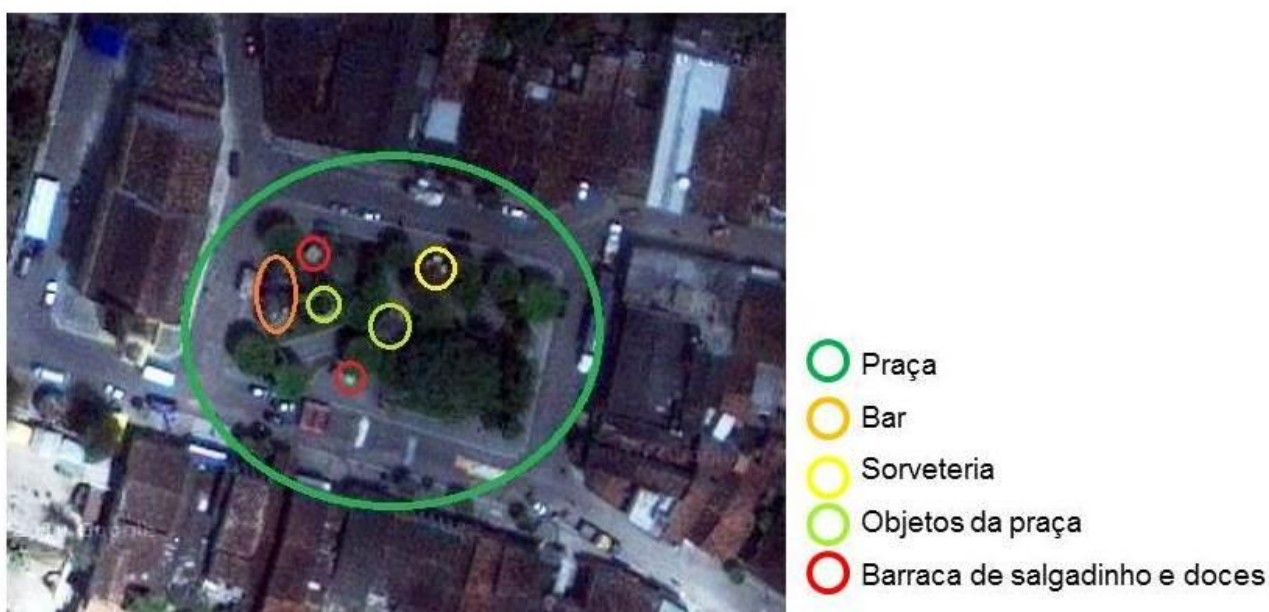 Praça
Bar
Sorveteria
Objetos da praça
Barraca de salgadinho e doces